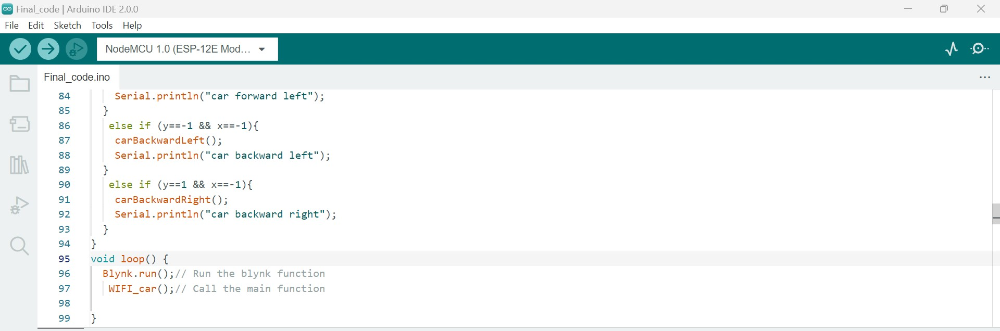 Final_code | Arduino IDE 2.0.0
File Edit Sketch Tools Help
NodeMCU 1.0 (ESP-12E Mod...
Final_code.ino
84 Serial.println("car forward left");
85 }
86 else if (y==-1 && x==-1){
87 carBackwardLeft();
88 Serial.println("car backward left");
89 }
90 else if (y==1 && x==-1){
91 carBackwardRight();
92 Serial.println("car backward right");
93 }
94 }
95 void loop() {
96 Blynk.run();// Run the blynk function
97 WIFI_car();// Call the main function
98
99 }